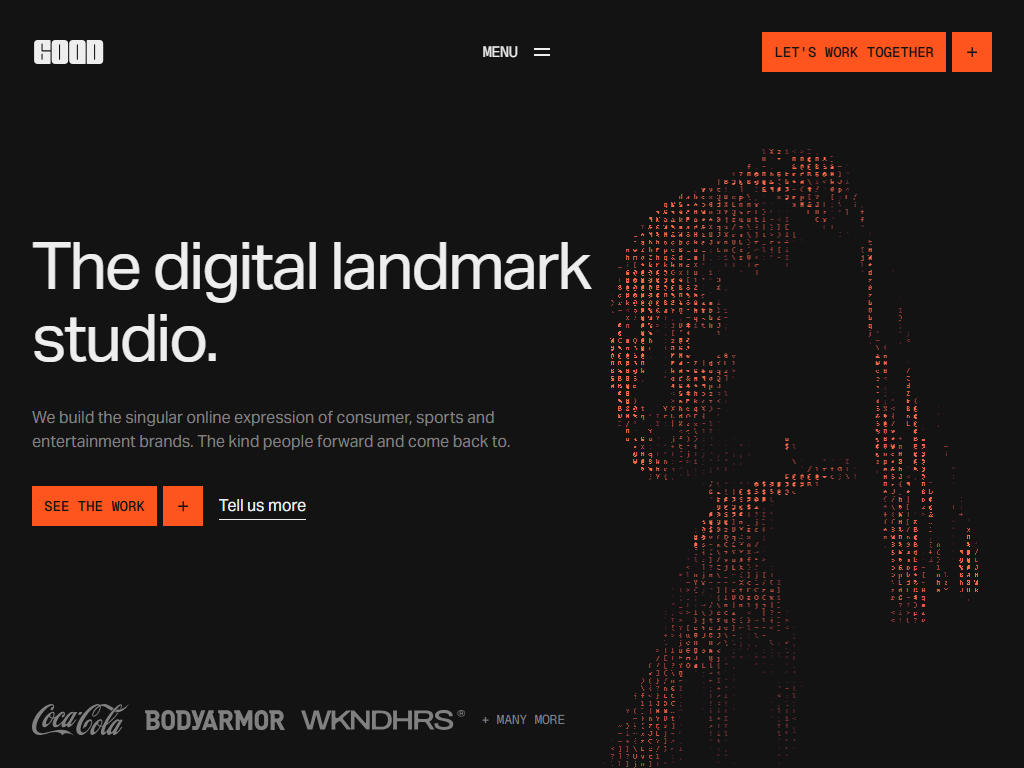 GOOD
MENU
LET'S WORK TOGETHER +
The digital landmark
studio.
We build the singular online expression of consumer, sports and
entertainment brands. The kind people forward and come back to.
SEE THE WORK + Tell us more
Coca-Cola BODYARMOR WKNDHRS® + MANY MORE